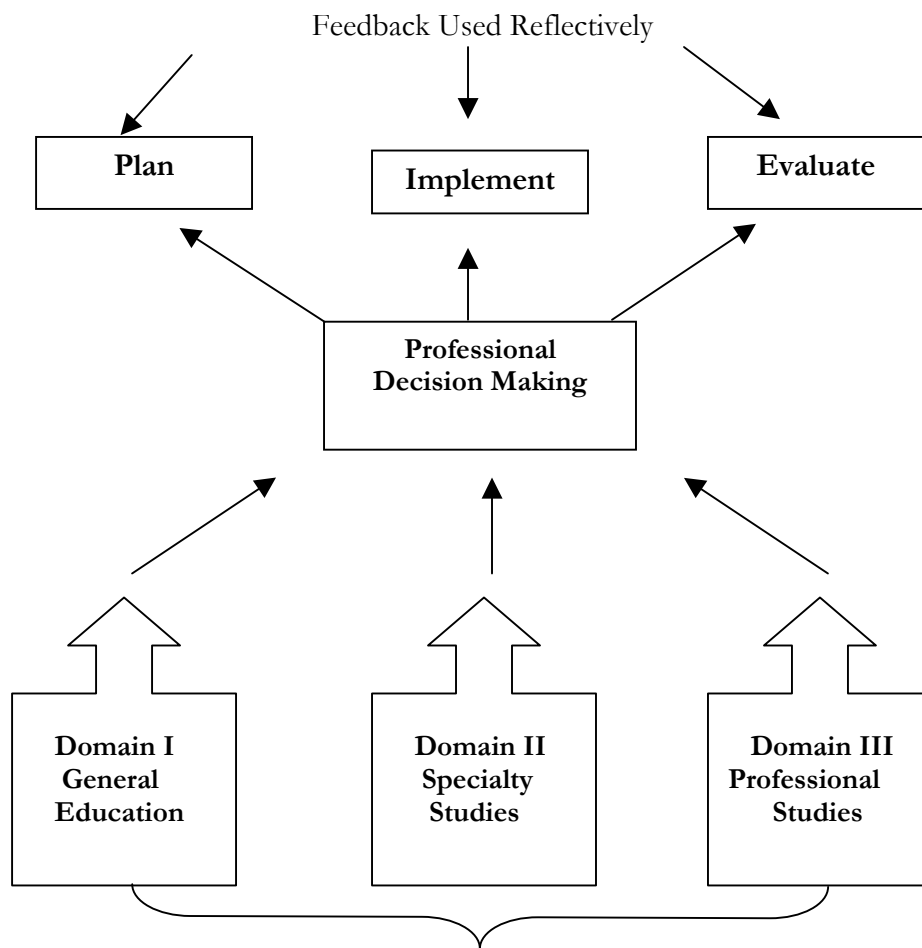 Feedback Used Reflectively
Plan
Implement
Evaluate
Professional
Decision Making
Domain I
General
Education
Domain II
Specialty
Studies
Domain III
Professional
Studies